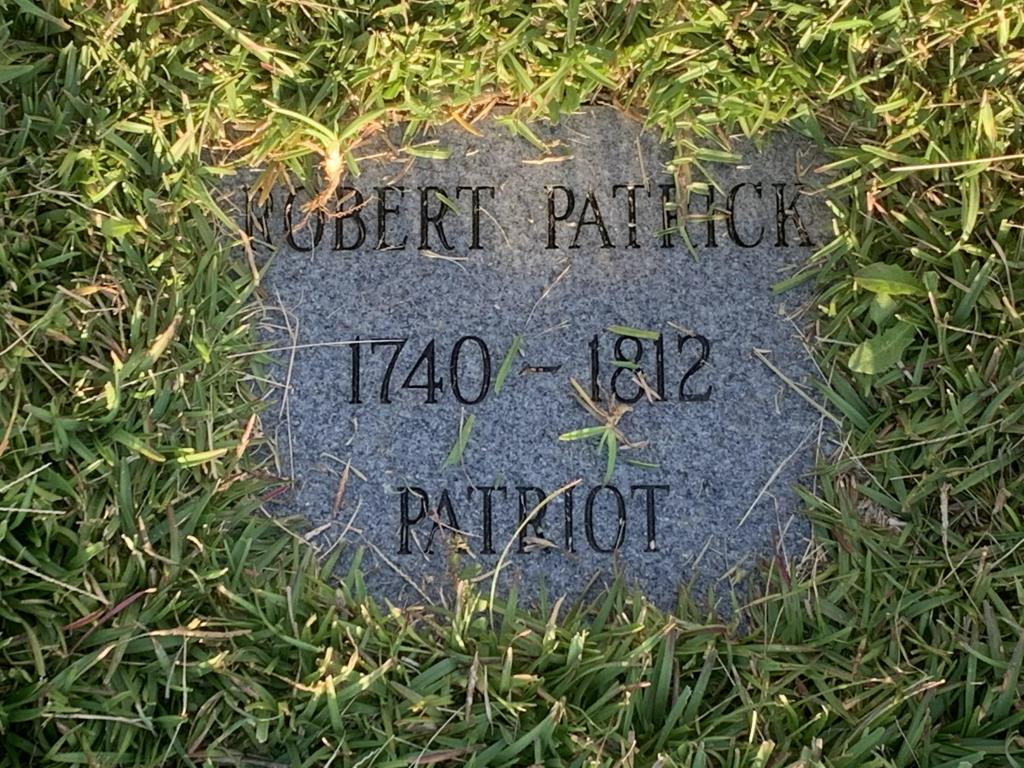 ROBERT PATRICK
1740 - 1812
PATRIOT